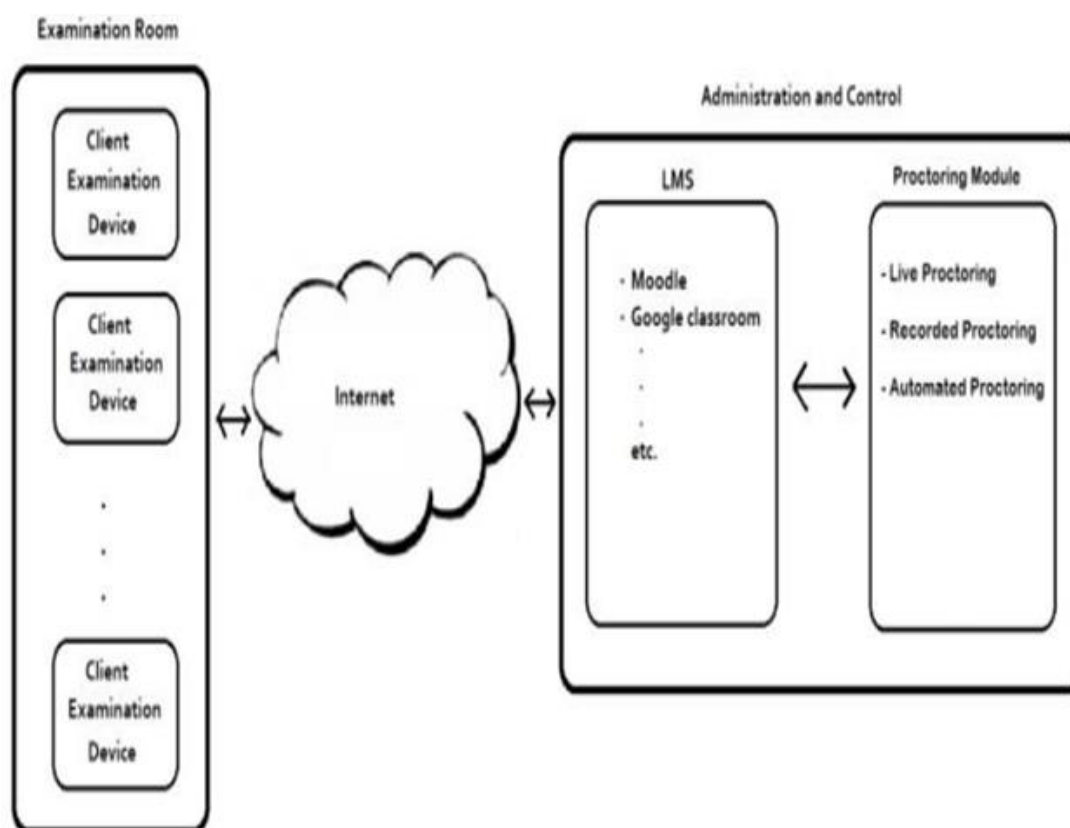 Examination Room
Client
Examination
Device
Client
Examination
Device
.
.
.
Client
Examination
Device
Internet
Administration and Control
LMS
· Moodle
· Google classroom
.
.
.
etc.
Proctoring Module
- Live Proctoring
- Recorded Proctoring
- Automated Proctoring